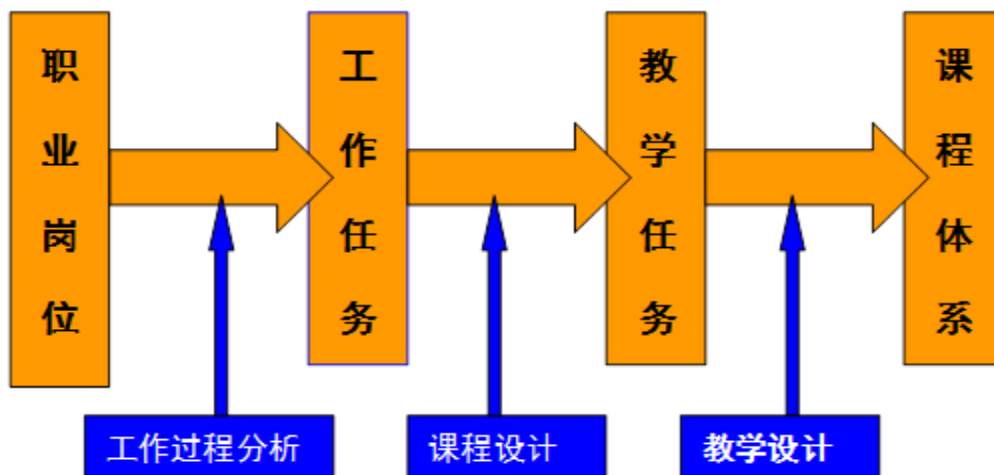 职业岗位
工作任务
教学任务
课程体系
工作过程分析
课程设计
教学设计